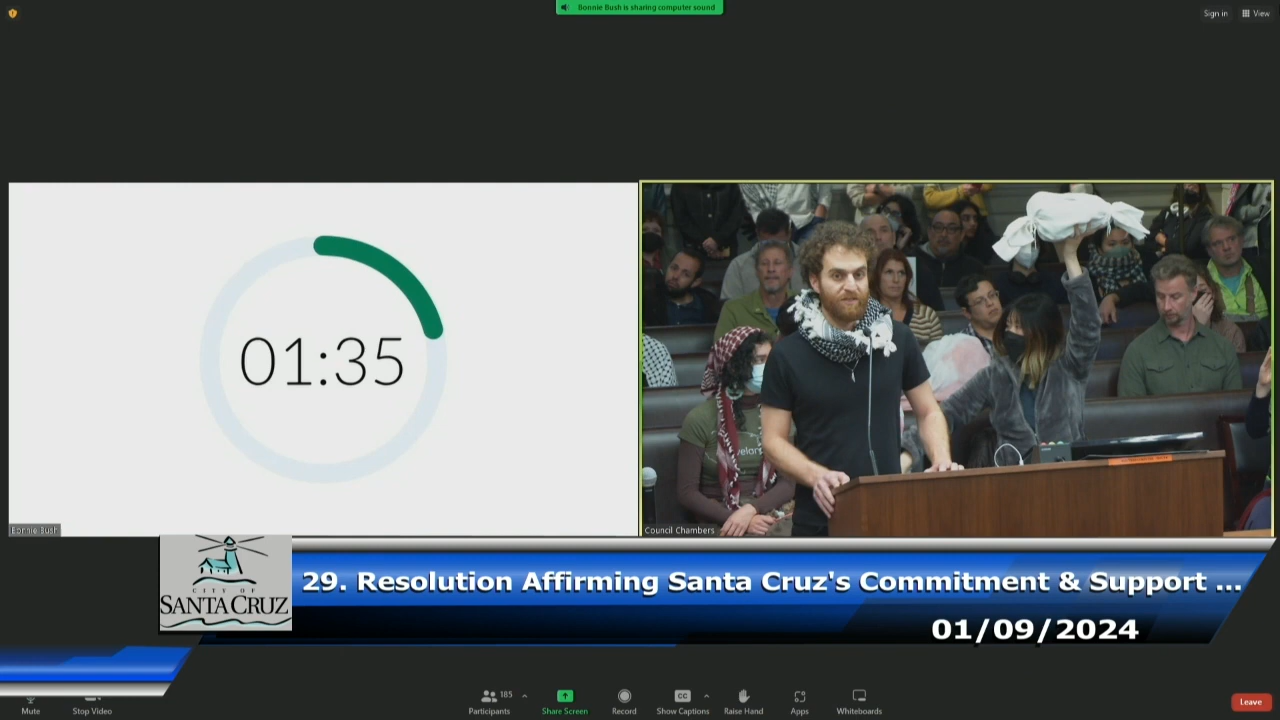 Bonnie Bush is sharing computer sound
Sign in
View
01:35
Bonnie Bush
Council Chambers
CITY OF
SANTA CRUZ
29. Resolution Affirming Santa Cruz's Commitment & Support ...
01/09/2024
Mute
Stop Video
Participants
185
Share Screen
CC
Record
Show Captions
Raise Hand
Apps
Whiteboards
Leave